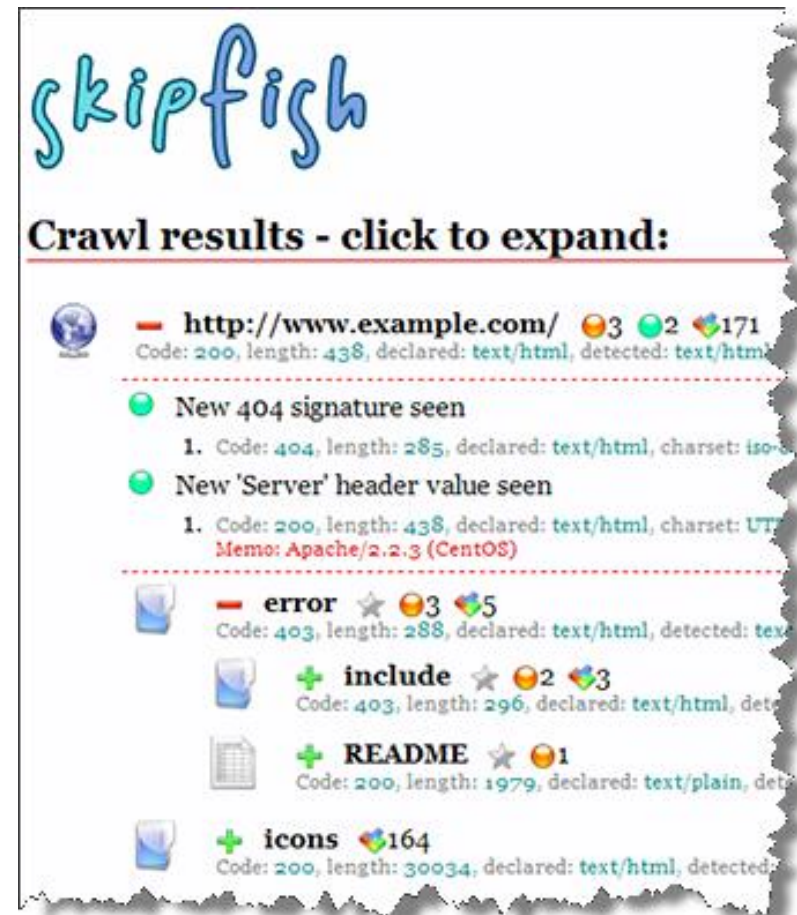 skipfish
Crawl results - click to expand:
http://www.example.com/ 3 2 171
Code: 200, length: 438, declared: text/html, detected: text/html
New 404 signature seen
1. Code: 404, length: 285, declared: text/html, charset:
New 'Server' header value seen
1. Code: 200, length: 438, declared: text/html, charset:
Memo: Apache/2.2.3 (CentOS)
error 3 5
Code: 403, length: 288, declared: text/html, detected:
include 2 3
Code: 403, length: 296, declared: text/html,
README 1
Code: 200, length: 1979, declared: text/plain,
icons 164
Code: 200, length: 30034, declared: text/html, detected: